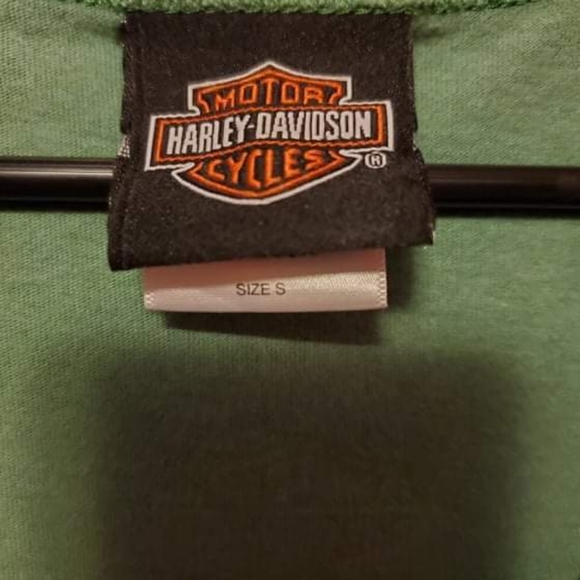 MOTOR
HARLEY-DAVIDSON
CYCLES
®
SIZE S